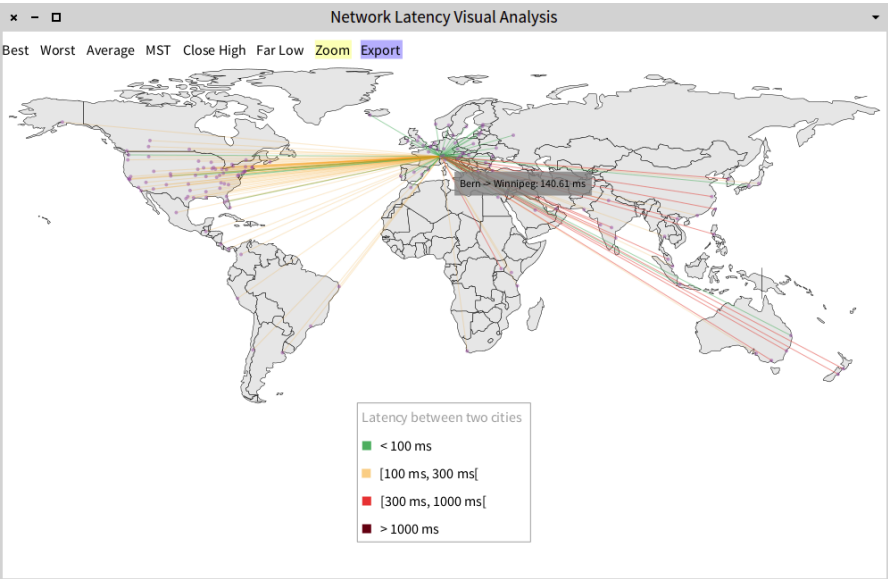 Network Latency Visual Analysis
Best Worst Average MST Close High Far Low Zoom Export
Bern -> Winnipeg: 140.61 ms
Latency between two cities
< 100 ms
[100 ms, 300 ms[
[300 ms, 1000 ms[
> 1000 ms